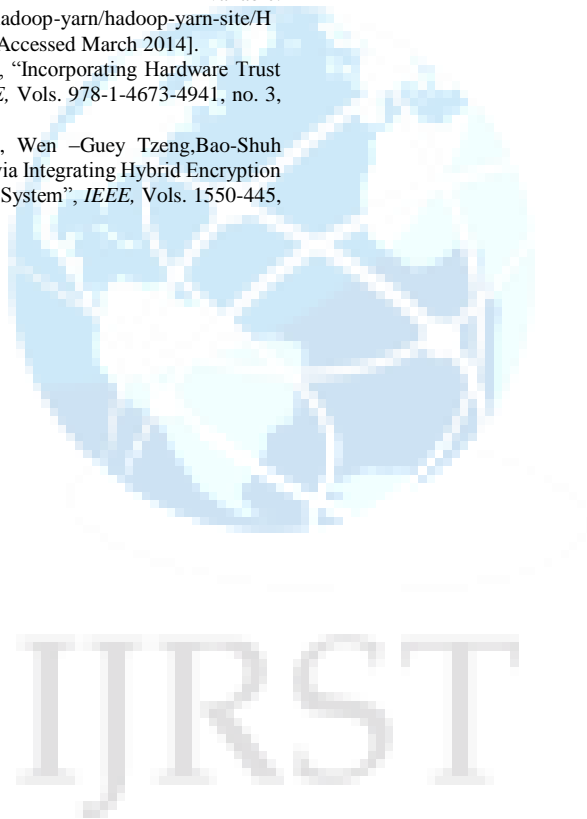 adoop-yarn/hadoop-yarn-site/H
Accessed March 2014].
, “Incorporating Hardware Trust
E, Vols. 978-1-4673-4941, no. 3,
, Wen –Guey Tzeng,Bao-Shuh
via Integrating Hybrid Encryption
System”, IEEE, Vols. 1550-445,
IJRST